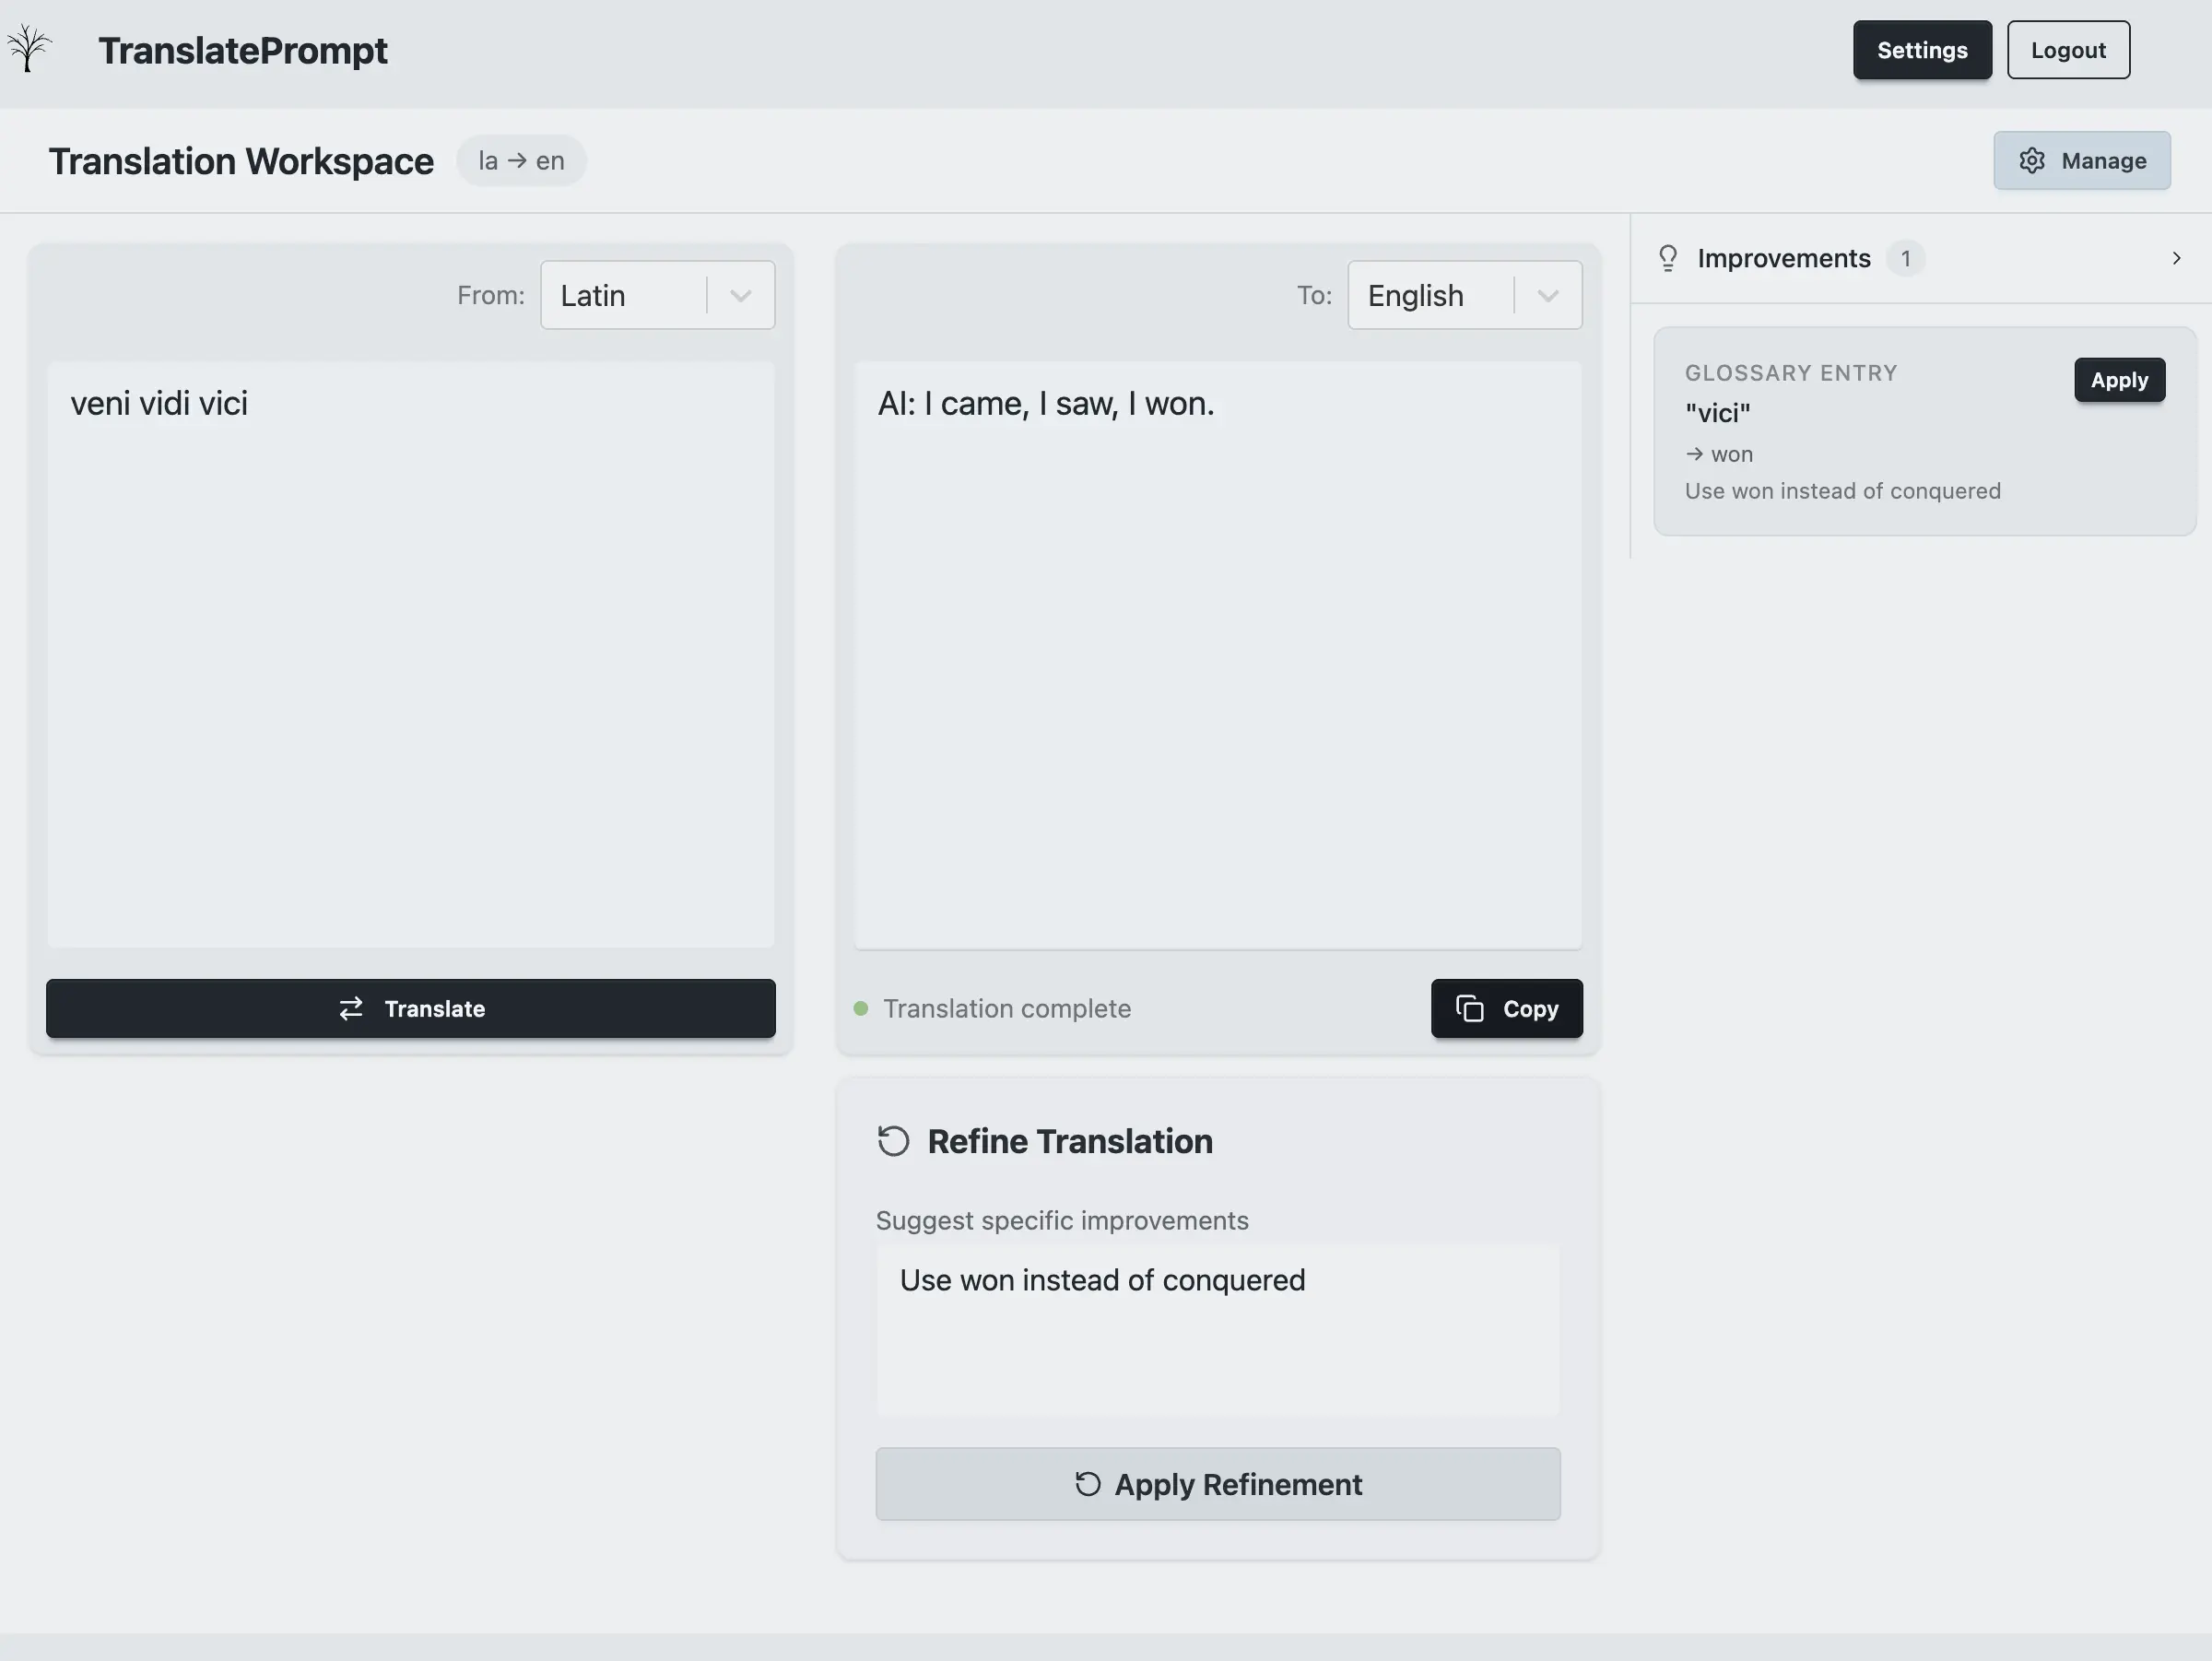 TranslatePrompt
Settings
Logout
Translation Workspace
la → en
Manage
From:
Latin
veni vidi vici
Translate
To:
English
AI: I came, I saw, I won.
Translation complete
Copy
Refine Translation
Suggest specific improvements
Use won instead of conquered
Apply Refinement
Improvements 1
GLOSSARY ENTRY
Apply
"vici"
→ won
Use won instead of conquered